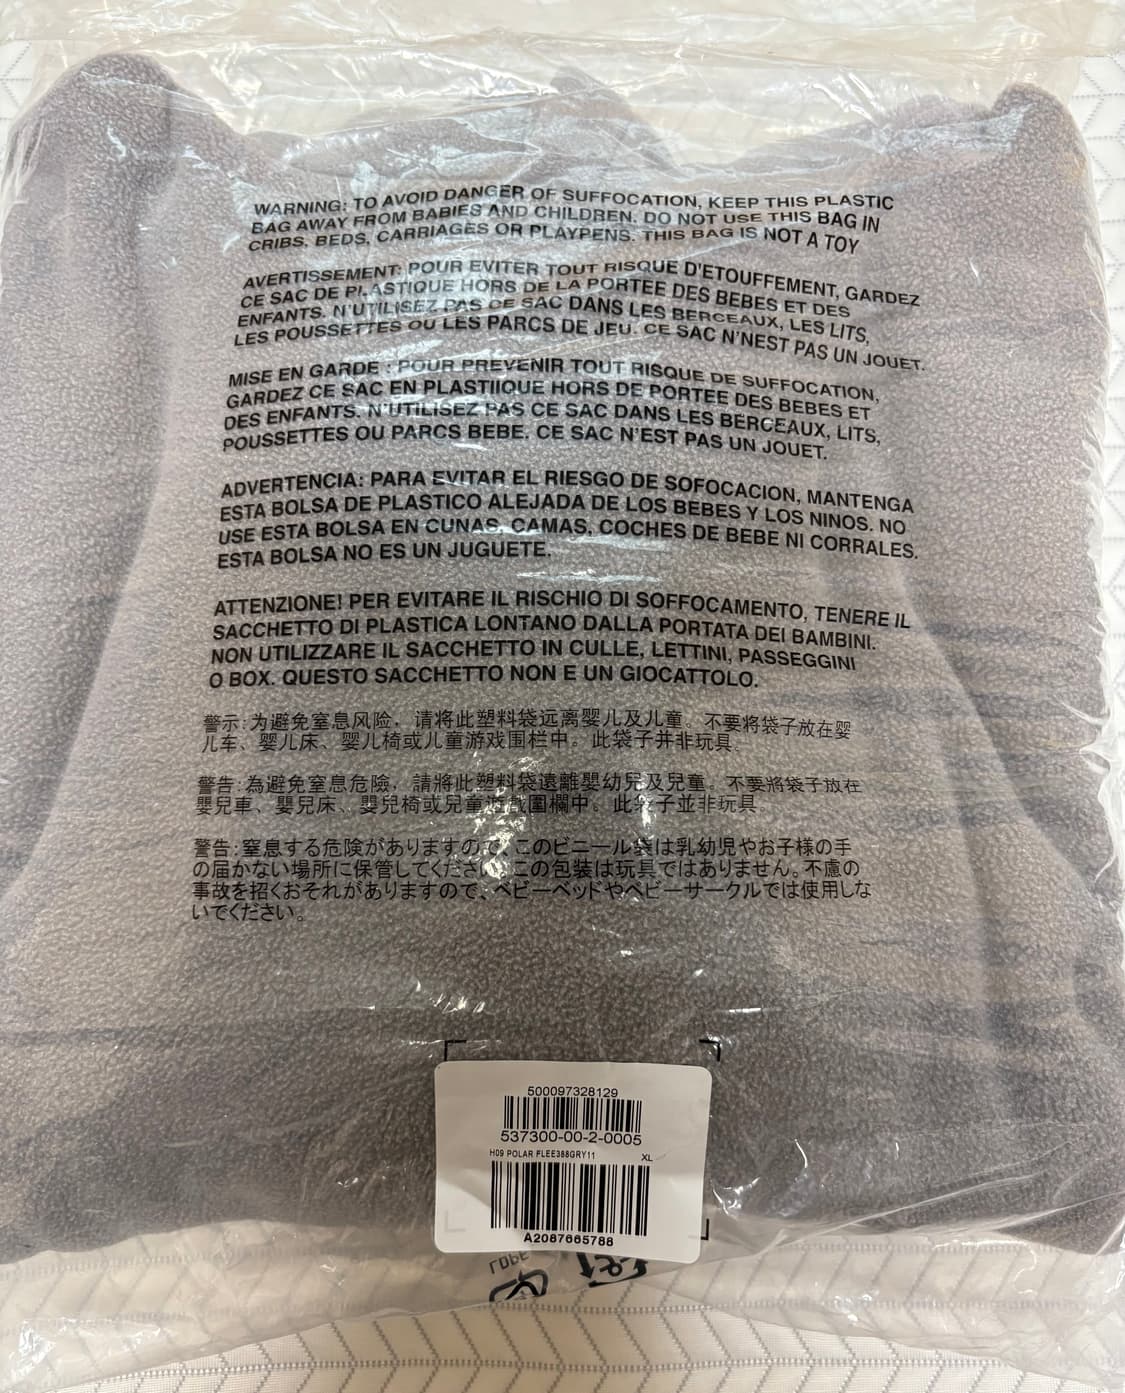 WARNING: TO AVOID DANGER OF SUFFOCATION, KEEP THIS PLASTIC
BAG AWAY FROM BABIES AND CHILDREN. DO NOT USE THIS BAG IN
CRIBS, BEDS, CARRIAGES OR PLAYPENS. THIS BAG IS NOT A TOY
AVERTISSEMENT: POUR EVITER TOUT RISQUE D'ETOUFFEMENT, GARDEZ
CE SAC DE PLASTIQUE HORS DE LA PORTEE DES BEBES ET DES
ENFANTS. N'UTILISEZ PAS DE SAC DANS LES BERCEAUX, LES LITS,
LES POUSSETTES OU LES PARCS DE JEU. CE SAC N'NEST PAS UN JOUET.
MISE EN GARDE : POUR PREVENIR TOUT RISQUE DE SUFFOCATION,
GARDEZ CE SAC EN PLASTIIQUE HORS DE PORTEE DES BEBES ET
DES ENFANTS. N'UTILISEZ PAS CE SAC DANS LES BERCEAUX, LITS,
POUSSETTES OU PARCS BEBE. CE SAC N'EST PAS UN JOUET.
ADVERTENCIA: PARA EVITAR EL RIESGO DE SOFOCACION, MANTENGA
ESTA BOLSA DE PLASTICO ALEJADA DE LOS BEBES Y LOS NINOS. NO
USE ESTA BOLSA EN CUNAS, CAMAS, COCHES DE BEBE NI CORRALES.
ESTA BOLSA NO ES UN JUGUETE.
ATTENZIONE! PER EVITARE IL RISCHIO DI SOFFOCAMENTO, TENERE IL
SACCHETTO DI PLASTICA LONTANO DALLA PORTATA DEI BAMBINI.
NON UTILIZZARE IL SACCHETTO IN CULLE, LETTINI, PASSEGGINI
O BOX. QUESTO SACCHETTO NON E UN GIOCATTOLO.
警示:为避免窒息风险，请将此塑料袋远离婴儿及儿童。不要将袋子放在婴
儿车、婴儿床、婴儿椅或儿童游戏围栏中。此袋子并非玩具
警告:為避免窒息危險，請將此塑料袋遠離嬰幼兒及兒童。不要將袋子放在
嬰兒車、嬰兒床、嬰兒椅或兒童遊戲圍欄中。此袋子並非玩具
警告:窒息する危険がありますので、このビニール袋は乳幼児やお子様の手
の届かない場所に保管してください。この包装は玩具ではありません。不慮の
事故を招くおそれがありますので、ベビーベッドやベビーサークルでは使用しな
いでください。
500097328129
537300-00-2-0005
H09 POLAR FLEE388GRY11 XL
A2087665788
LDPE